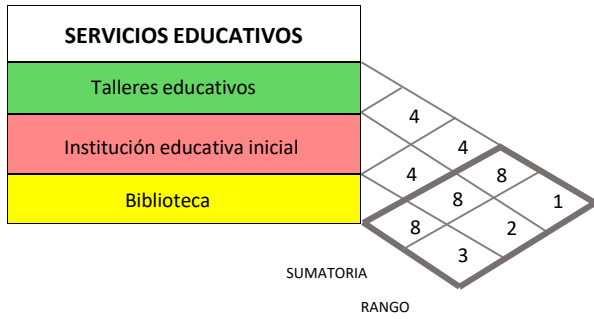 SERVICIOS EDUCATIVOS
Talleres educativos
4
4
Institución educativa inicial
4
8
8
1
Biblioteca
8
2
3
SUMATORIA
RANGO